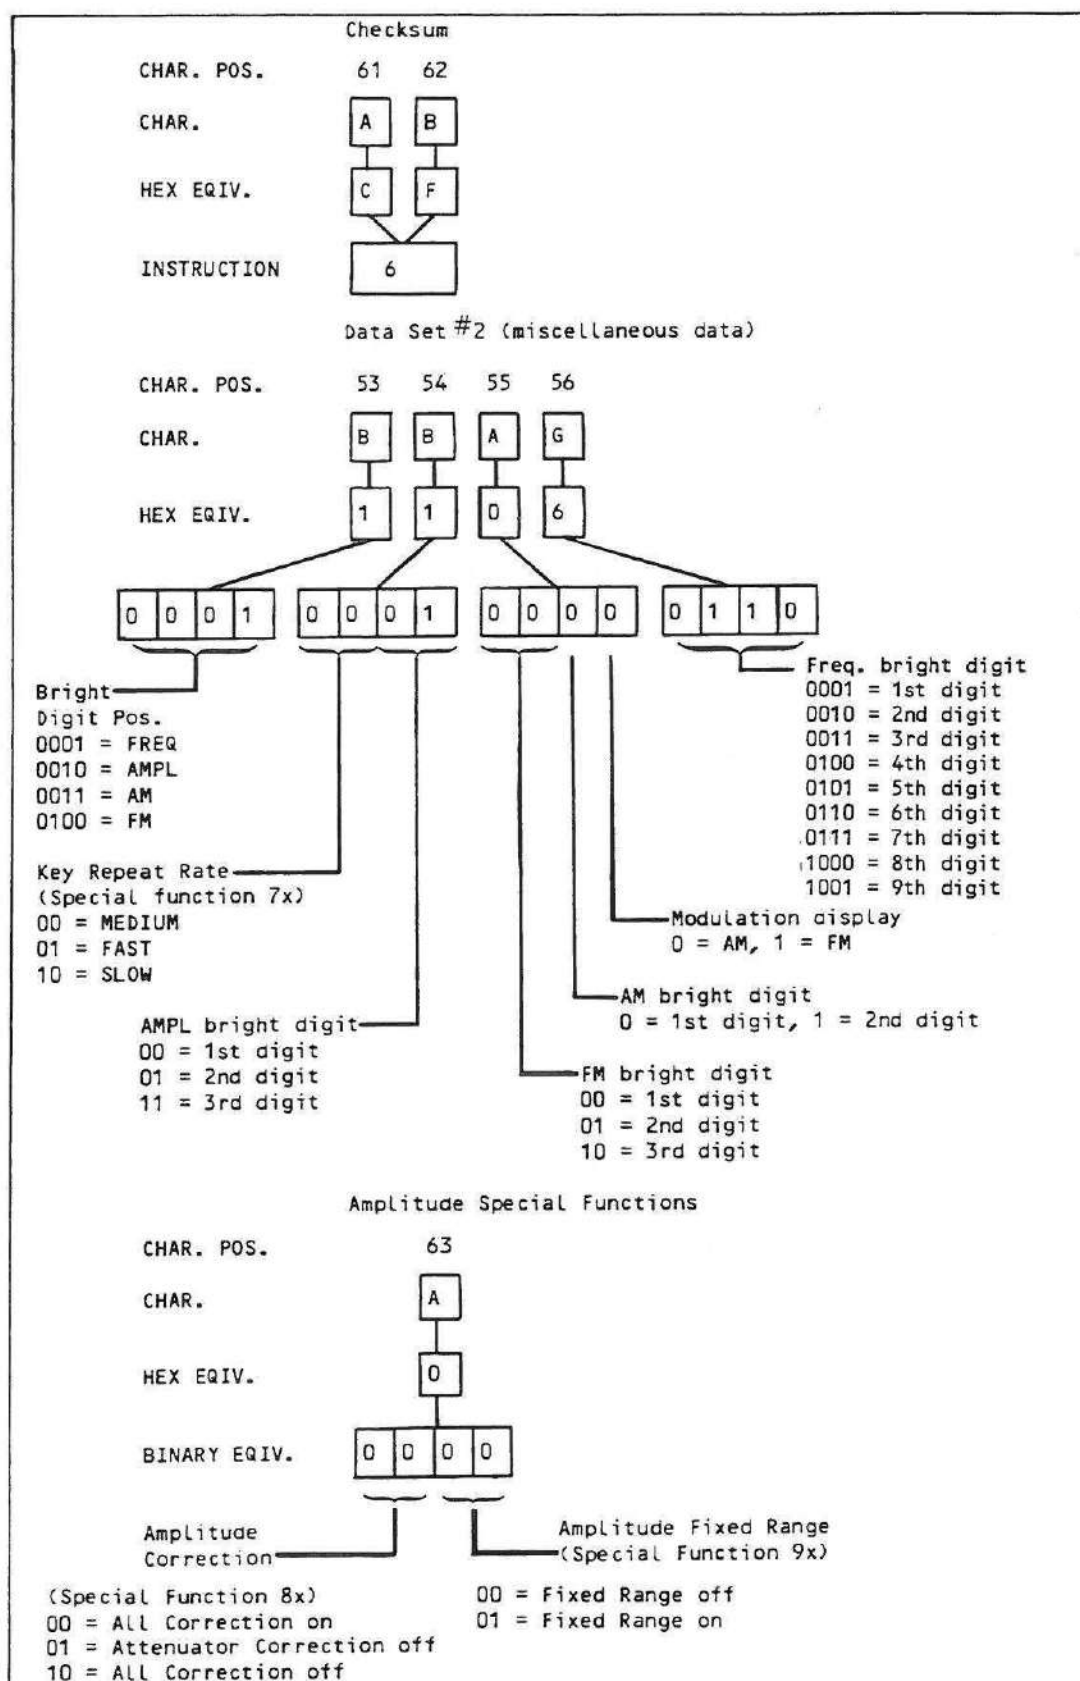 Checksum
CHAR. POS. 61 62
CHAR. A B
HEX EQIV. C F
INSTRUCTION 6
Data Set #2 (miscellaneous data)
CHAR. POS. 53 54 55 56
CHAR. B B A G
HEX EQIV. 1 1 0 6
0 0 0 1 0 0 0 1 0 0 0 0 0 1 1 0
Bright
Digit Pos.
0001 = FREQ
0010 = AMPL
0011 = AM
0100 = FM
Freq. bright digit
0001 = 1st digit
0010 = 2nd digit
0011 = 3rd digit
0100 = 4th digit
0101 = 5th digit
0110 = 6th digit
0111 = 7th digit
1000 = 8th digit
1001 = 9th digit
Key Repeat Rate
(Special function 7x)
00 = MEDIUM
01 = FAST
10 = SLOW
Modulation display
0 = AM, 1 = FM
AM bright digit
0 = 1st digit, 1 = 2nd digit
AMPL bright digit
00 = 1st digit
01 = 2nd digit
11 = 3rd digit
FM bright digit
00 = 1st digit
01 = 2nd digit
10 = 3rd digit
Amplitude Special Functions
CHAR. POS. 63
CHAR. A
HEX EQIV. 0
BINARY EQIV. 0 0 0 0
Amplitude
Correction
(Special Function 8x)
00 = All Correction on
01 = Attenuator Correction off
10 = All Correction off
Amplitude Fixed Range
(Special Function 9x)
00 = Fixed Range off
01 = Fixed Range on